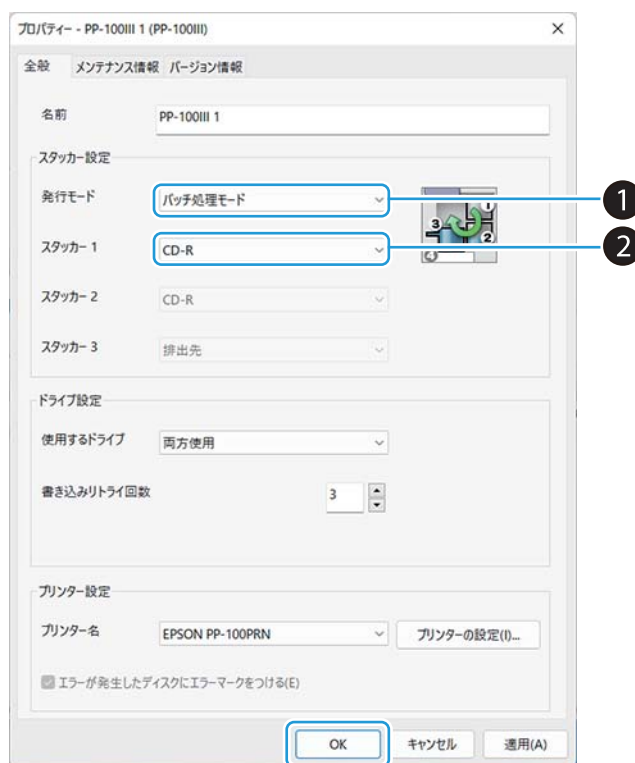 プロパティー - PP-100III 1 (PP-100III)
全般 メンテナンス情報 バージョン情報
名前 PP-100III 1
スタッカー設定
発行モード バッチ処理モード 1
スタッカー 1 CD-R 2
3 1 2
スタッカー 2 CD-R
スタッカー 3 排出先
ドライブ設定
使用するドライブ 両方使用
書き込みリトライ回数 3
プリンター設定
プリンター名 EPSON PP-100PRN プリンターの設定(I)...
エラーが発生したディスクにエラーマークをつける(E)
OK キャンセル 適用(A)